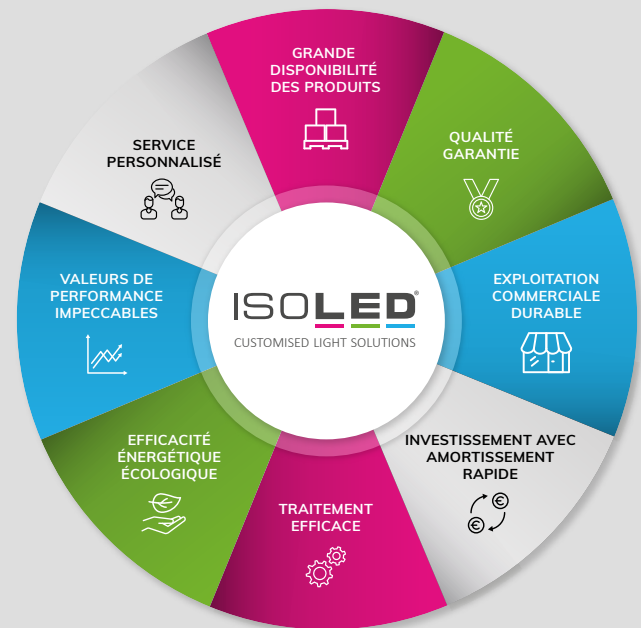 GRANDE
DISPONIBILITÉ
DES PRODUITS
QUALITÉ
GARANTIE
EXPLOITATION
COMMERCIALE
DURABLE
INVESTISSEMENT AVEC
AMORTISSEMENT
RAPIDE
TRAITEMENT
EFFICACE
EFFICACITÉ
ÉNERGÉTIQUE
ÉCOLOGIQUE
VALEURS DE
PERFORMANCE
IMPECCABLES
SERVICE
PERSONNALISÉ
ISOLED®
CUSTOMISED LIGHT SOLUTIONS